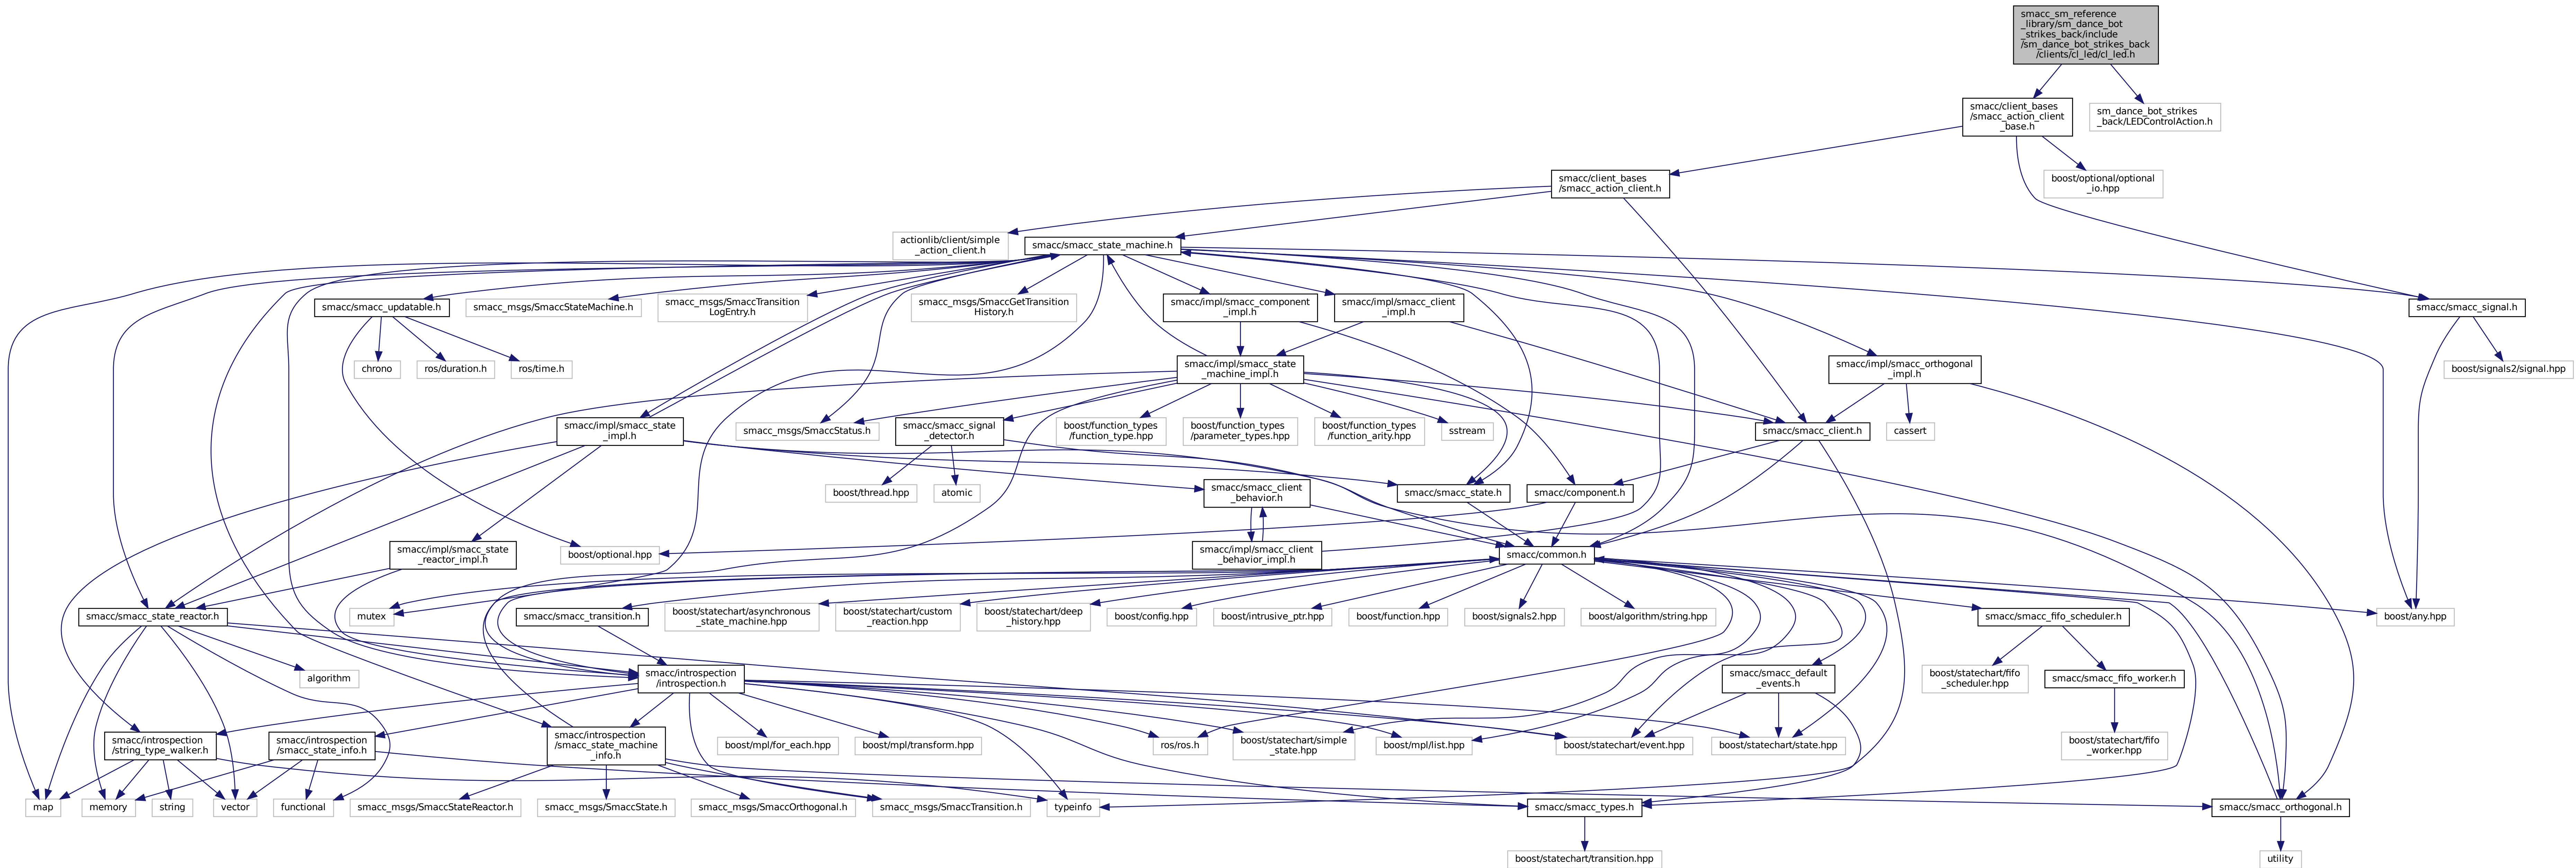 smacc_sm_reference
_library/sm_dance_bot
_strikes_back/include
/sm_dance_bot_strikes_back
/clients/cl_led/cl_led.h
smacc/client_bases
/smacc_action_client
_base.h
sm_dance_bot_strikes
_back/LEDControlAction.h
smacc/client_bases
/smacc_action_client.h
boost/optional/optional
_io.hpp
actionlib/client/simple
_action_client.h
smacc/smacc_state_machine.h
smacc/smacc_updatable.h
smacc_msgs/SmaccStateMachine.h
smacc_msgs/SmaccTransition
LogEntry.h
smacc_msgs/SmaccGetTransition
History.h
smacc/impl/smacc_component
_impl.h
smacc/impl/smacc_client
_impl.h
smacc/smacc_signal.h
chrono
ros/duration.h
ros/time.h
smacc/impl/smacc_state
_machine_impl.h
smacc/impl/smacc_orthogonal
_impl.h
boost/signals2/signal.hpp
smacc/impl/smacc_state
_impl.h
smacc_msgs/SmaccStatus.h
smacc/smacc_signal
_detector.h
boost/function_types
/function_type.hpp
boost/function_types
/parameter_types.hpp
boost/function_types
/function_arity.hpp
sstream
smacc/smacc_client.h
cassert
boost/thread.hpp
atomic
smacc/smacc_client
_behavior.h
smacc/smacc_state.h
smacc/component.h
smacc/impl/smacc_state
_reactor_impl.h
boost/optional.hpp
smacc/impl/smacc_client
_behavior_impl.h
smacc/common.h
smacc/smacc_state_reactor.h
mutex
smacc/smacc_transition.h
boost/statechart/asynchronous
_state_machine.hpp
boost/statechart/custom
_reaction.hpp
boost/statechart/deep
_history.hpp
boost/config.hpp
boost/intrusive_ptr.hpp
boost/function.hpp
boost/signals2.hpp
boost/algorithm/string.hpp
smacc/smacc_fifo_scheduler.h
boost/any.hpp
algorithm
smacc/introspection
/introspection.h
smacc/smacc_default
_events.h
boost/statechart/fifo
_scheduler.hpp
smacc/smacc_fifo_worker.h
smacc/introspection
/string_type_walker.h
smacc/introspection
/smacc_state_info.h
smacc/introspection
/smacc_state_machine
_info.h
boost/mpl/for_each.hpp
boost/mpl/transform.hpp
ros/ros.h
boost/statechart/simple
_state.hpp
boost/mpl/list.hpp
boost/statechart/event.hpp
boost/statechart/state.hpp
boost/statechart/fifo
_worker.hpp
map
memory
string
vector
functional
smacc_msgs/SmaccStateReactor.h
smacc_msgs/SmaccState.h
smacc_msgs/SmaccOrthogonal.h
smacc_msgs/SmaccTransition.h
typeinfo
smacc/smacc_types.h
smacc/smacc_orthogonal.h
boost/statechart/transition.hpp
utility